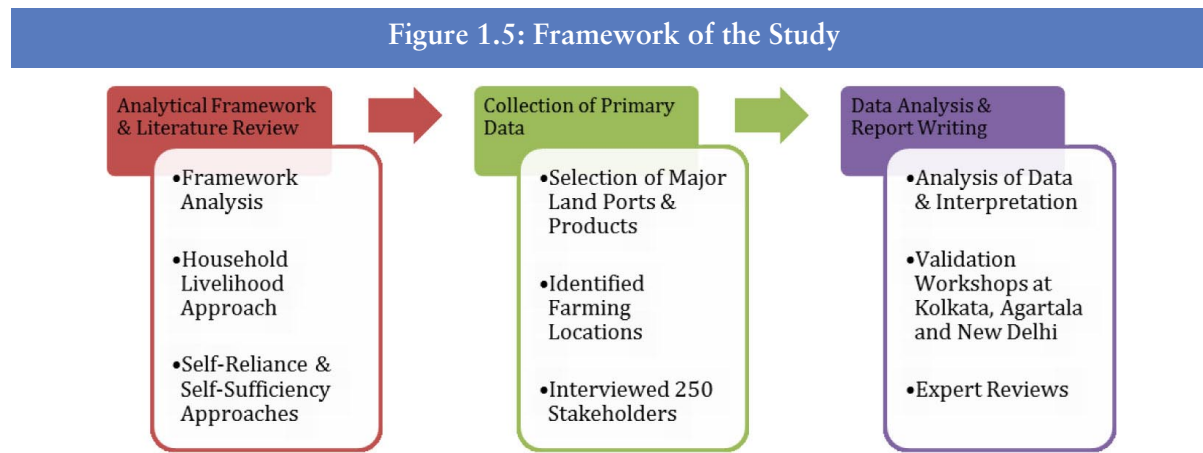 Figure 1.5: Framework of the Study
Analytical Framework
& Literature Review
•Framework
Analysis
•Household
Livelihood
Approach
•Self-Reliance &
Self-Sufficiency
Approaches
Collection of Primary
Data
•Selection of Major
Land Ports &
Products
•Identified
Farming
Locations
•Interviewed 250
Stakeholders
Data Analysis &
Report Writing
•Analysis of Data
& Interpretation
•Validation
Workshops at
Kolkata, Agartala
and New Delhi
•Expert Reviews